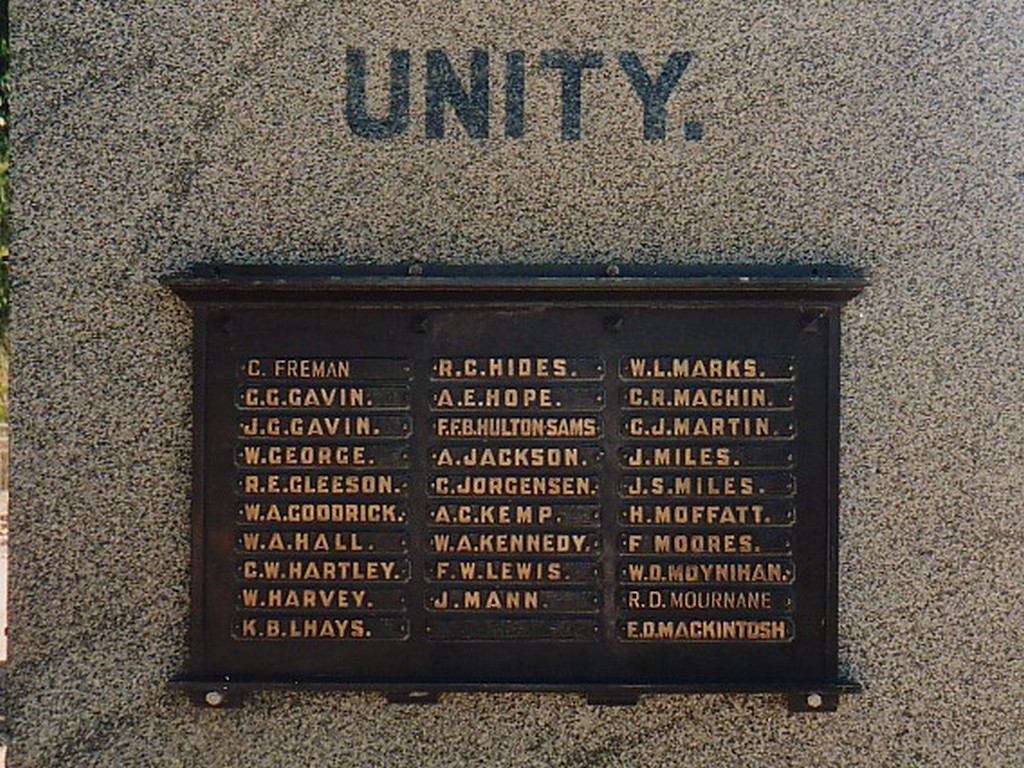 UNITY.
C. FREMAN
G.G.GAVIN.
J.G.GAVIN.
W.GEORGE.
R.E.GLEESON.
W.A.GOODRICK.
W.A.HALL.
C.W.HARTLEY.
W.HARVEY.
K.B.LHAYS.
R.C.HIDES.
A.E.HOPE.
F.F.B.HULTON-SAMS
A.JACKSON.
C.JORGENSEN.
A.C.KEMP.
W.A.KENNEDY.
F.W.LEWIS.
J.MANN.
W.L.MARKS.
C.R.MACHIN.
C.J.MARTIN.
J.MILES.
J.S.MILES.
H.MOFFATT.
F MOORES.
W.D.MOYNIHAN.
R.D.MOURNANE
E.D.MACKINTOSH